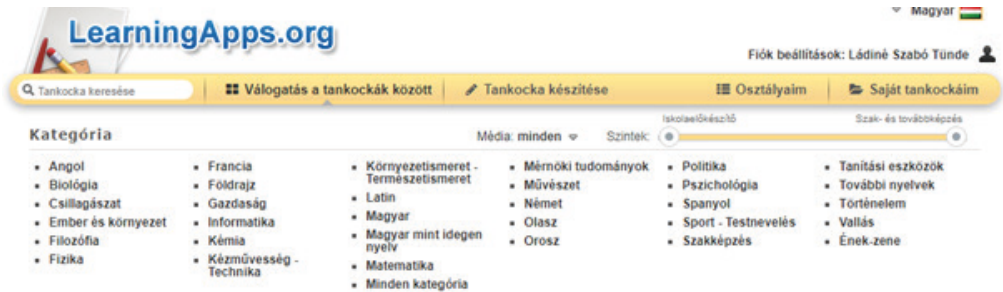 Magyar
LearningApps.org
Fiók beállítások: Ládiné Szabó Tünde
Tankocka keresése
Válogatás a tankockák között
Tankocka készítése
Osztályaim
Saját tankockáim
Kategória
Média: minden
Szintek:
Iskolaelőkészítő
Szak- és továbbképzés
Angol
Biológia
Csillagászat
Ember és környezet
Filozófia
Fizika
Francia
Földrajz
Gazdaság
Informatika
Kémia
Kézművesség -
Technika
Környezetismeret -
Természetismeret
Latin
Magyar
Magyar mint idegen
nyelv
Matematika
Minden kategória
Mérnöki tudományok
Művészet
Német
Olasz
Orosz
Politika
Pszichológia
Spanyol
Sport - Testnevelés
Szakképzés
Tanítási eszközök
További nyelvek
Történelem
Vallás
Ének-zene